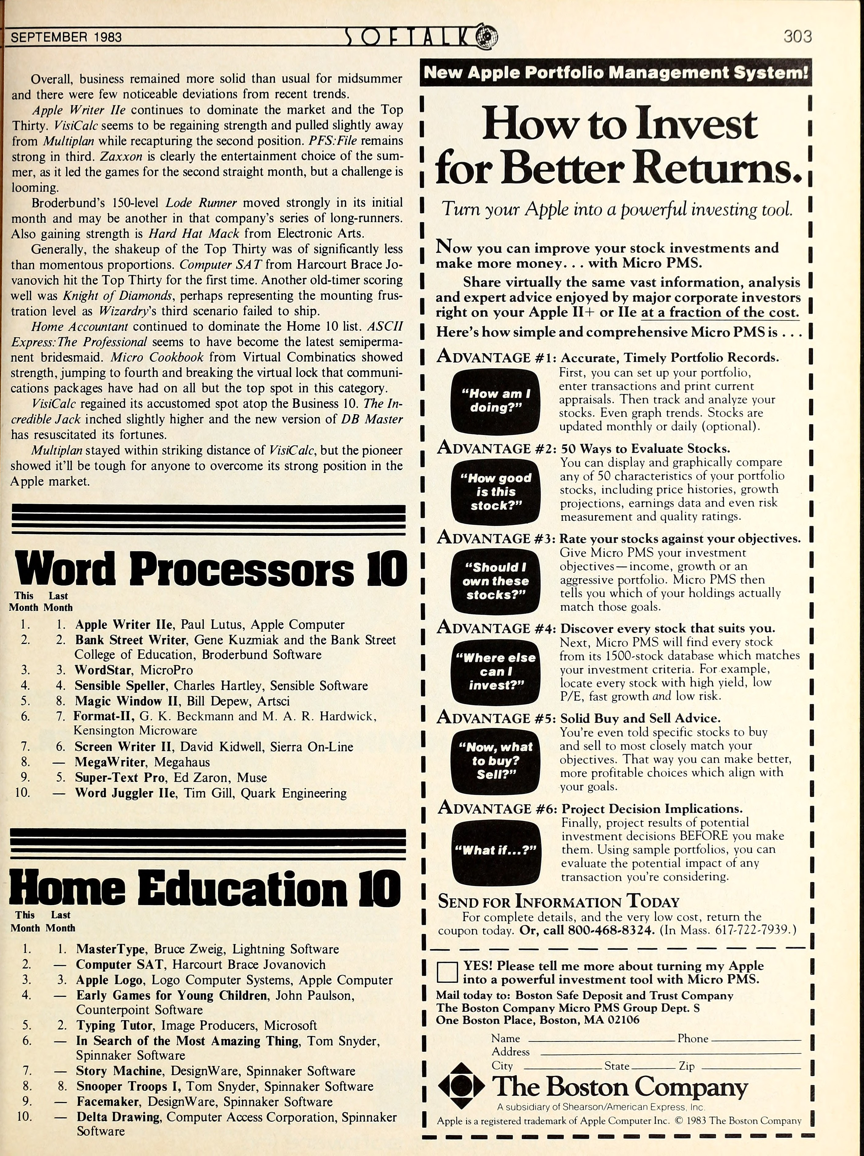 SEPTEMBER 1983
SOFTALK
303
Overall, business remained more solid than usual for midsummer
and there were few noticeable deviations from recent trends.
Apple Writer IIe continues to dominate the market and the Top
Thirty. VisiCalc seems to be regaining strength and pulled slightly away
from Multiplan while recapturing the second position. PFS:File remains
strong in third. Zaxxon is clearly the entertainment choice of the sum-
mer, as it led the games for the second straight month, but a challenge is
looming.
Broderbund's 150-level Lode Runner moved strongly in its initial
month and may be another in that company's series of long-runners.
Also gaining strength is Hard Hat Mack from Electronic Arts.
Generally, the shakeup of the Top Thirty was of significantly less
than momentous proportions. Computer SAT from Harcourt Brace Jo-
vanovich hit the Top Thirty for the first time. Another old-timer scoring
well was Knight of Diamonds, perhaps representing the mounting frus-
tration level as Wizardry's third scenario failed to ship.
Home Accountant continued to dominate the Home 10 list. ASCII
Express:The Professional seems to have become the latest semiperma-
nent bridesmaid. Micro Cookbook from Virtual Combinatics showed
strength, jumping to fourth and breaking the virtual lock that communi-
cations packages have had on all but the top spot in this category.
VisiCalc regained its accustomed spot atop the Business 10. The In-
credible Jack inched slightly higher and the new version of DB Master
has resuscitated its fortunes.
Multiplan stayed within striking distance of VisiCalc, but the pioneer
showed it'll be tough for anyone to overcome its strong position in the
Apple market.
Word Processors 10
This Last
Month Month
1. 1. Apple Writer IIe, Paul Lutus, Apple Computer
2. 2. Bank Street Writer, Gene Kuzmiak and the Bank Street
College of Education, Broderbund Software
3. 3. WordStar, MicroPro
4. 4. Sensible Speller, Charles Hartley, Sensible Software
5. 8. Magic Window II, Bill Depew, Artsci
6. 7. Format-II, G. K. Beckmann and M. A. R. Hardwick,
Kensington Microware
7. 6. Screen Writer II, David Kidwell, Sierra On-Line
8. — MegaWriter, Megahaus
9. 5. Super-Text Pro, Ed Zaron, Muse
10. — Word Juggler IIe, Tim Gill, Quark Engineering
Home Education 10
This Last
Month Month
1. 1. MasterType, Bruce Zweig, Lightning Software
2. — Computer SAT, Harcourt Brace Jovanovich
3. 3. Apple Logo, Logo Computer Systems, Apple Computer
4. — Early Games for Young Children, John Paulson,
Counterpoint Software
5. 2. Typing Tutor, Image Producers, Microsoft
6. — In Search of the Most Amazing Thing, Tom Snyder,
Spinnaker Software
7. — Story Machine, DesignWare, Spinnaker Software
8. 8. Snooper Troops I, Tom Snyder, Spinnaker Software
9. — Facemaker, DesignWare, Spinnaker Software
10. — Delta Drawing, Computer Access Corporation, Spinnaker
Software
New Apple Portfolio Management System!
How to Invest
for Better Returns.
Turn your Apple into a powerful investing tool.
Now you can improve your stock investments and
make more money. . . with Micro PMS.
Share virtually the same vast information, analysis
and expert advice enjoyed by major corporate investors
right on your Apple II+ or IIe at a fraction of the cost.
Here's how simple and comprehensive Micro PMS is . . .
ADVANTAGE #1: Accurate, Timely Portfolio Records.
"How am I
doing?"
First, you can set up your portfolio,
enter transactions and print current
appraisals. Then track and analyze your
stocks. Even graph trends. Stocks are
updated monthly or daily (optional).
ADVANTAGE #2: 50 Ways to Evaluate Stocks.
"How good
is this
stock?"
You can display and graphically compare
any of 50 characteristics of your portfolio
stocks, including price histories, growth
projections, earnings data and even risk
measurement and quality ratings.
ADVANTAGE #3: Rate your stocks against your objectives.
"Should I
own these
stocks?"
Give Micro PMS your investment
objectives—income, growth or an
aggressive portfolio. Micro PMS then
tells you which of your holdings actually
match those goals.
ADVANTAGE #4: Discover every stock that suits you.
"Where else
can I
invest?"
Next, Micro PMS will find every stock
from its 1500-stock database which matches
your investment criteria. For example,
locate every stock with high yield, low
P/E, fast growth and low risk.
ADVANTAGE #5: Solid Buy and Sell Advice.
"Now, what
to buy?
Sell?"
You're even told specific stocks to buy
and sell to most closely match your
objectives. That way you can make better,
more profitable choices which align with
your goals.
ADVANTAGE #6: Project Decision Implications.
"What if...?"
Finally, project results of potential
investment decisions BEFORE you make
them. Using sample portfolios, you can
evaluate the potential impact of any
transaction you're considering.
SEND FOR INFORMATION TODAY
For complete details, and the very low cost, return the
coupon today. Or, call 800-468-8324. (In Mass. 617-722-7939.)
YES! Please tell me more about turning my Apple
into a powerful investment tool with Micro PMS.
Mail today to: Boston Safe Deposit and Trust Company
The Boston Company Micro PMS Group Dept. S
One Boston Place, Boston, MA 02106
Name Phone
Address
City State Zip
The Boston Company
A subsidiary of Shearson/American Express, Inc.
Apple is a registered trademark of Apple Computer Inc. © 1983 The Boston Company